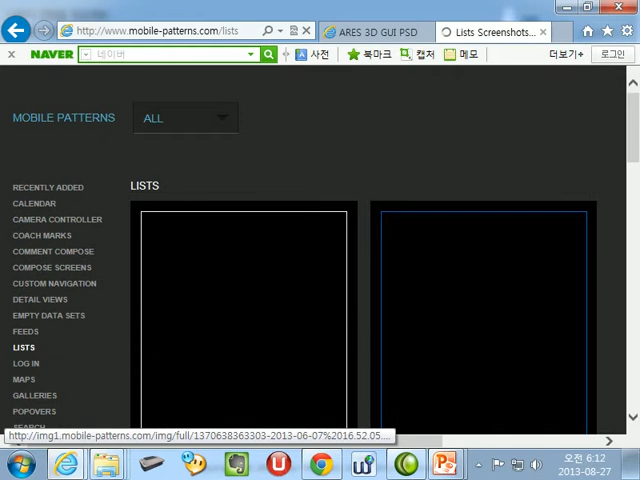 http://www.mobile-patterns.com/lists
ARES 3D GUI PSD
Lists Screenshots...
NAVER
네이버
사전
북마크
캡처
메모
더보기+
로그인
MOBILE PATTERNS
ALL
RECENTLY ADDED
CALENDAR
CAMERA CONTROLLER
COACH MARKS
COMMENT COMPOSE
COMPOSE SCREENS
CUSTOM NAVIGATION
DETAIL VIEWS
EMPTY DATA SETS
FEEDS
LISTS
LOG IN
MAPS
GALLERIES
POPOVERS
SEARCH
LISTS
http://img1.mobile-patterns.com/img/full/1370638363303-2013-06-07%2016.52.05....
오전 6:12
2013-08-27